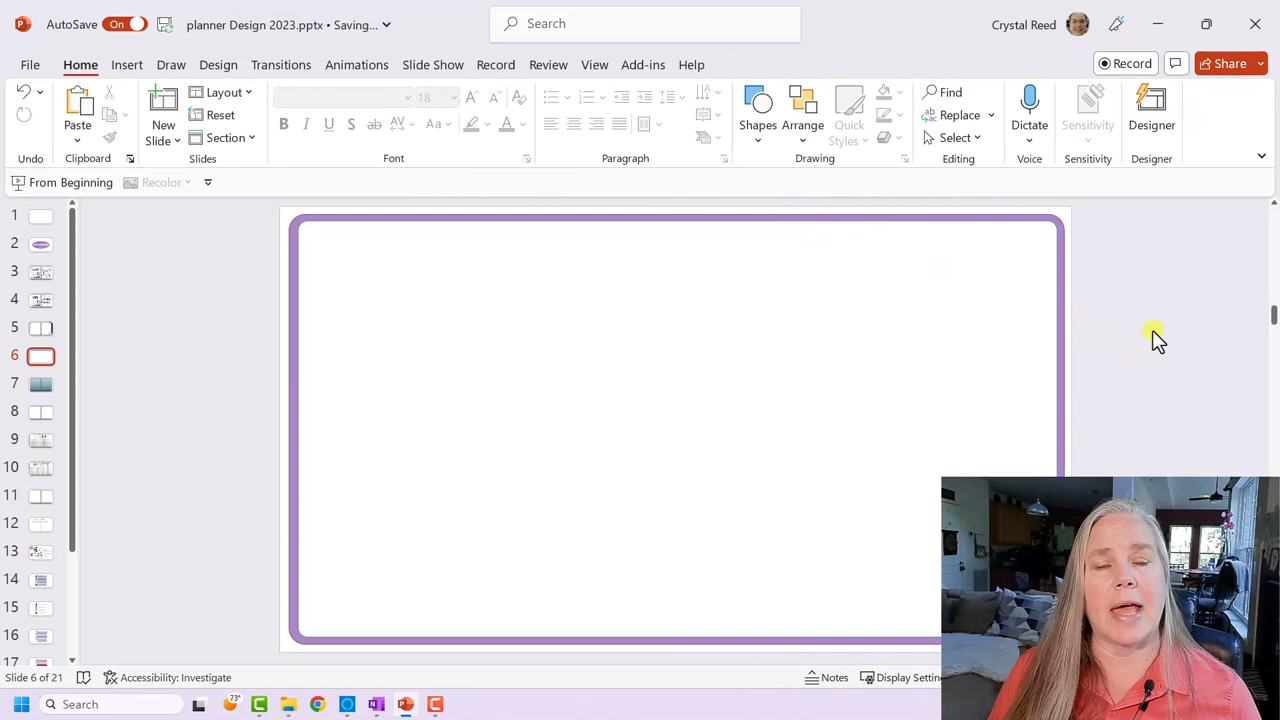 AutoSave On planner Design 2023.pptx • Saving... Search Crystal Reed
File Home Insert Draw Design Transitions Animations Slide Show Record Review View Add-ins Help Record Share
Undo
Paste
Clipboard
New Slide
Layout
Reset
Section
Slides
18
B I U S ab AV Aa A
Font
Paragraph
Shapes
Arrange
Quick Styles
Drawing
Find
Replace
Select
Editing
Dictate
Voice
Sensitivity
Sensitivity
Designer
Designer
From Beginning Recolor
1
2
3
4
5
6
7
8
9
10
11
12
13
14
15
16
17
Slide 6 of 21 Accessibility: Investigate Notes Display Settin
Search 73°